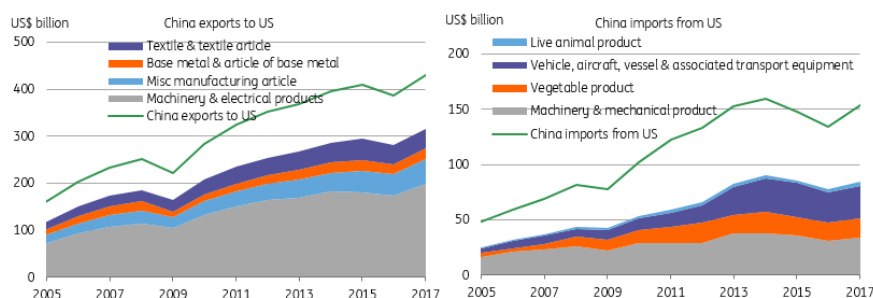 US$ billion
China exports to US
500
400
300
200
100
0
Textile & textile article
Base metal & article of base metal
Misc manufacturing article
Machinery & electrical products
China exports to US
2005 2007 2009 2011 2013 2015 2017
US$ billion
China imports from US
200
150
100
50
0
Live animal product
Vehicle, aircraft, vessel & associated transport equipment
Vegetable product
Machinery & mechanical product
China imports from US
2005 2007 2009 2011 2013 2015 2017